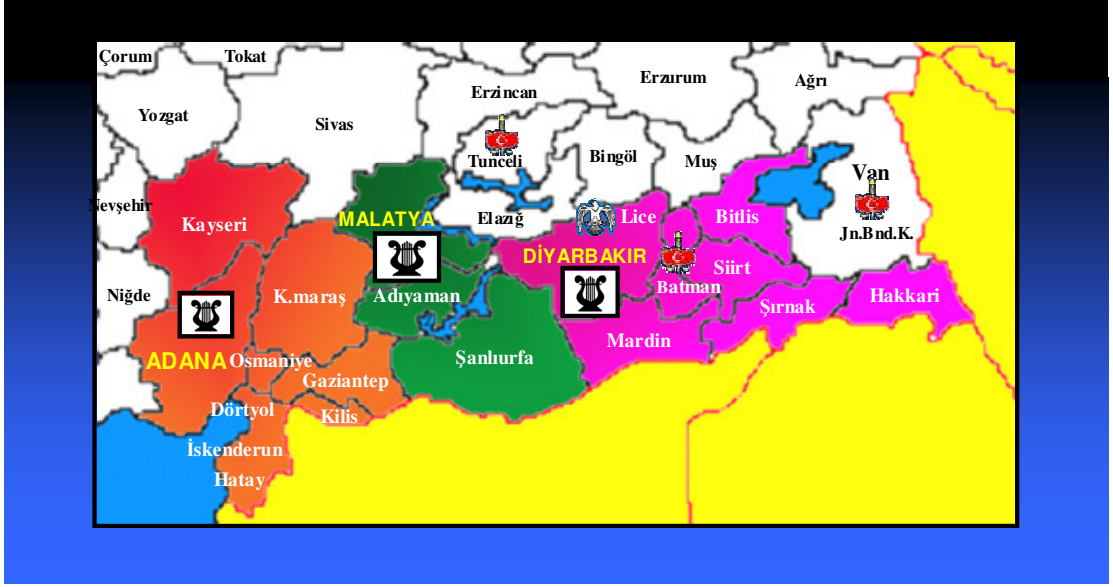 Çorum
Tokat
Erzurum
Ağrı
Erzincan
Yozgat
Sivas
Tunceli
Bingöl
Muş
Van
Nevşehir
Kayseri
MALATYA
Elazığ
Lice
Bitlis
Jn.Bnd.K.
DİYARBAKIR
Siirt
Niğde
K.maraş
Adıyaman
Batman
Şırnak
Hakkari
Mardin
ADANA
Osmaniye
Şanlıurfa
Gaziantep
Dörtyol
Kilis
İskenderun
Hatay